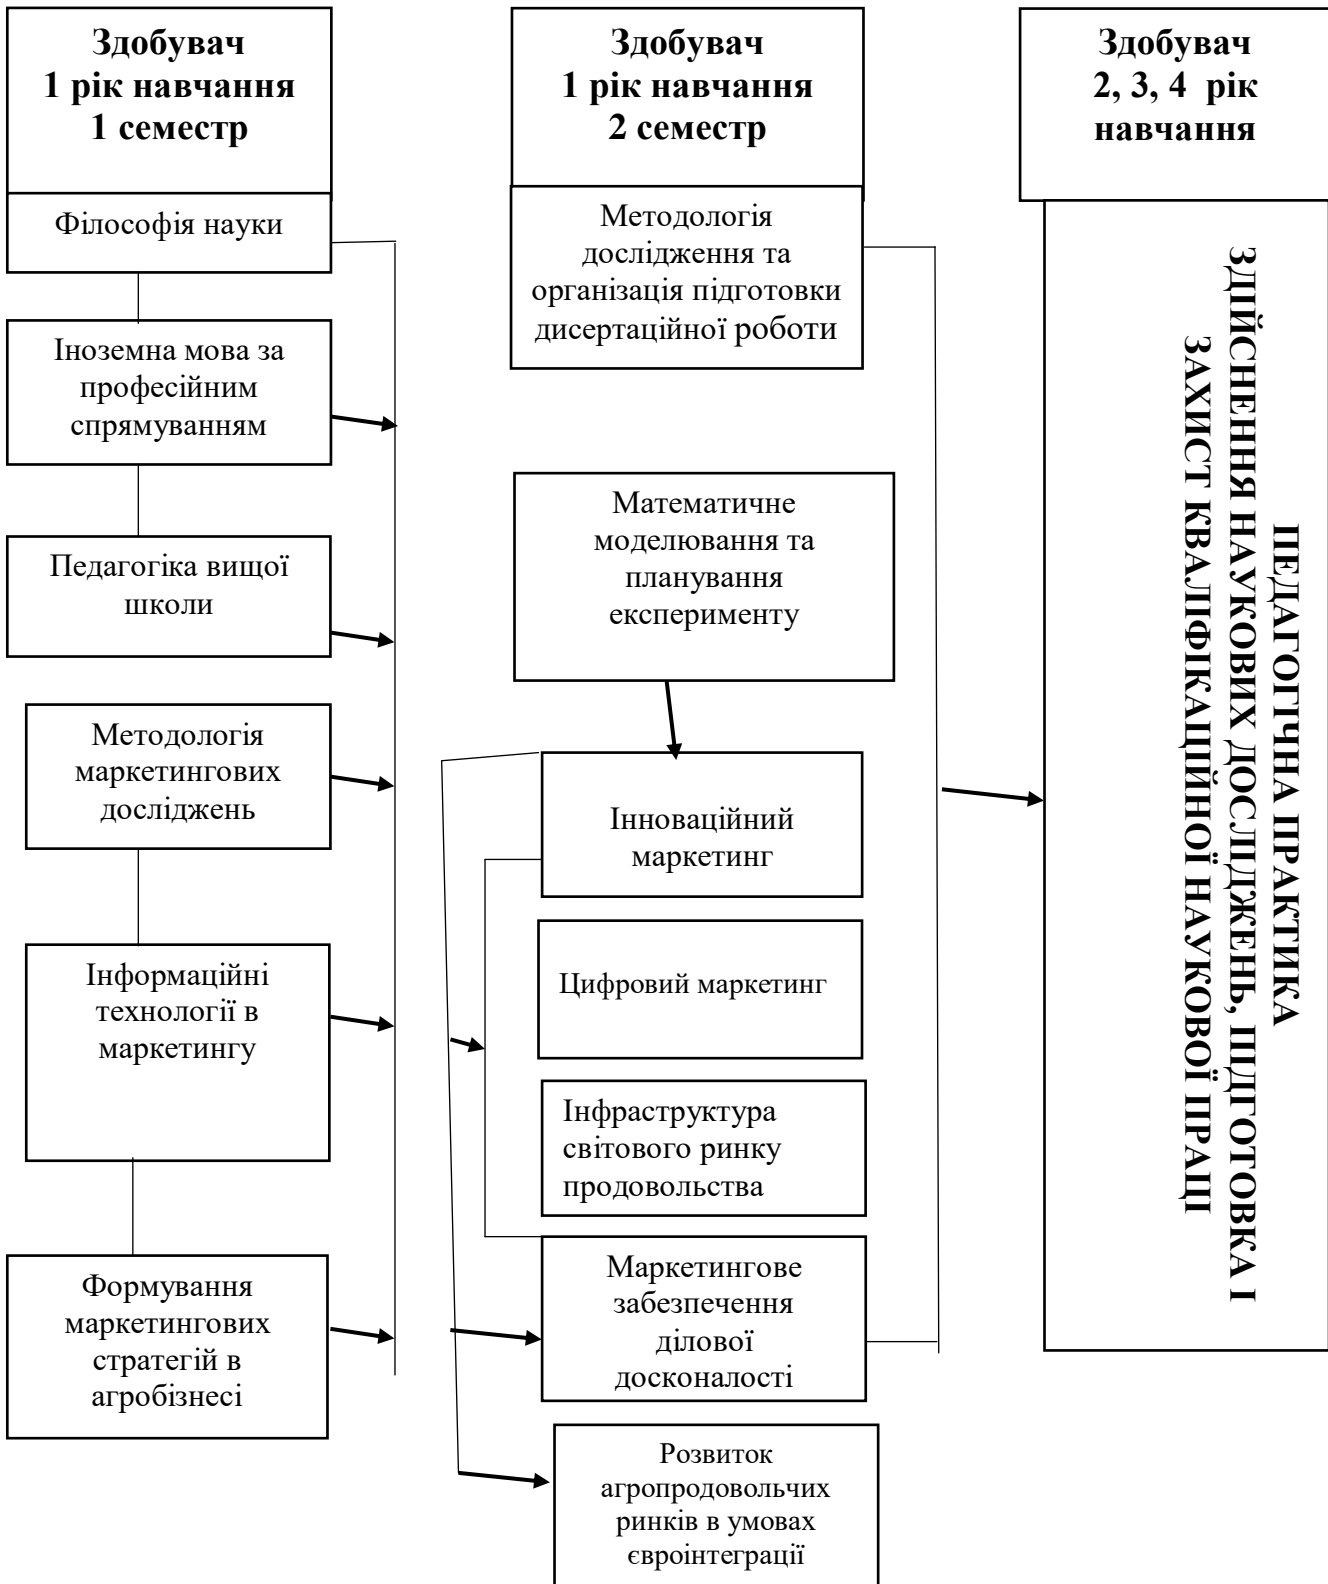 Здобувач
1 рік навчання
1 семестр
Філософія науки
Іноземна мова за
професійним
спрямуванням
Педагогіка вищої
школи
Методологія
маркетингових
досліджень
Інформаційні
технології в
маркетингу
Формування
маркетингових
стратегій в
агробізнесі
Здобувач
1 рік навчання
2 семестр
Методологія
дослідження та
організація підготовки
дисертаційної роботи
Математичне
моделювання та
планування
експерименту
Інноваційний
маркетинг
Цифровий маркетинг
Інфраструктура
світового ринку
продовольства
Маркетингове
забезпечення
ділової
досконалості
Розвиток
агропродовольчих
ринків в умовах
євроінтеграції
Здобувач
2, 3, 4 рік
навчання
ПЕДАГОГІЧНА ПРАКТИКА
ЗДІЙСНЕННЯ НАУКОВИХ ДОСЛІДЖЕНЬ, ПІДГОТОВКА І
ЗАХИСТ КВАЛІФІКАЦІЙНОЇ НАУКОВОЇ ПРАЦІ